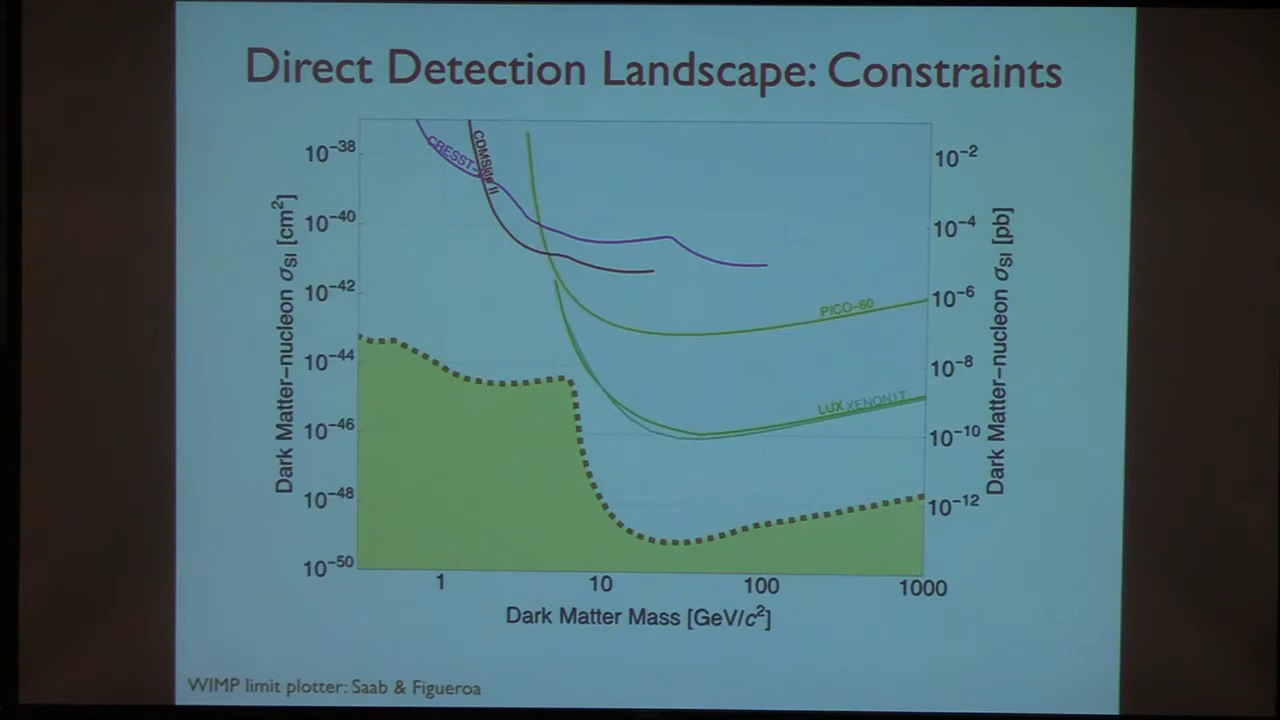 Direct Detection Landscape: Constraints
10⁻³⁸
10⁻⁴⁰
10⁻⁴²
10⁻⁴⁴
10⁻⁴⁶
10⁻⁴⁸
10⁻⁵⁰
Dark Matter–nucleon σSI [cm²]
CRESST-
II
PICO–60
LUX
XENON1T
10⁻²
10⁻⁴
10⁻⁶
10⁻⁸
10⁻¹⁰
10⁻¹²
Dark Matter–nucleon σSI [pb]
1
10
100
1000
Dark Matter Mass [GeV/c²]
WIMP limit plotter: Saab & Figueroa